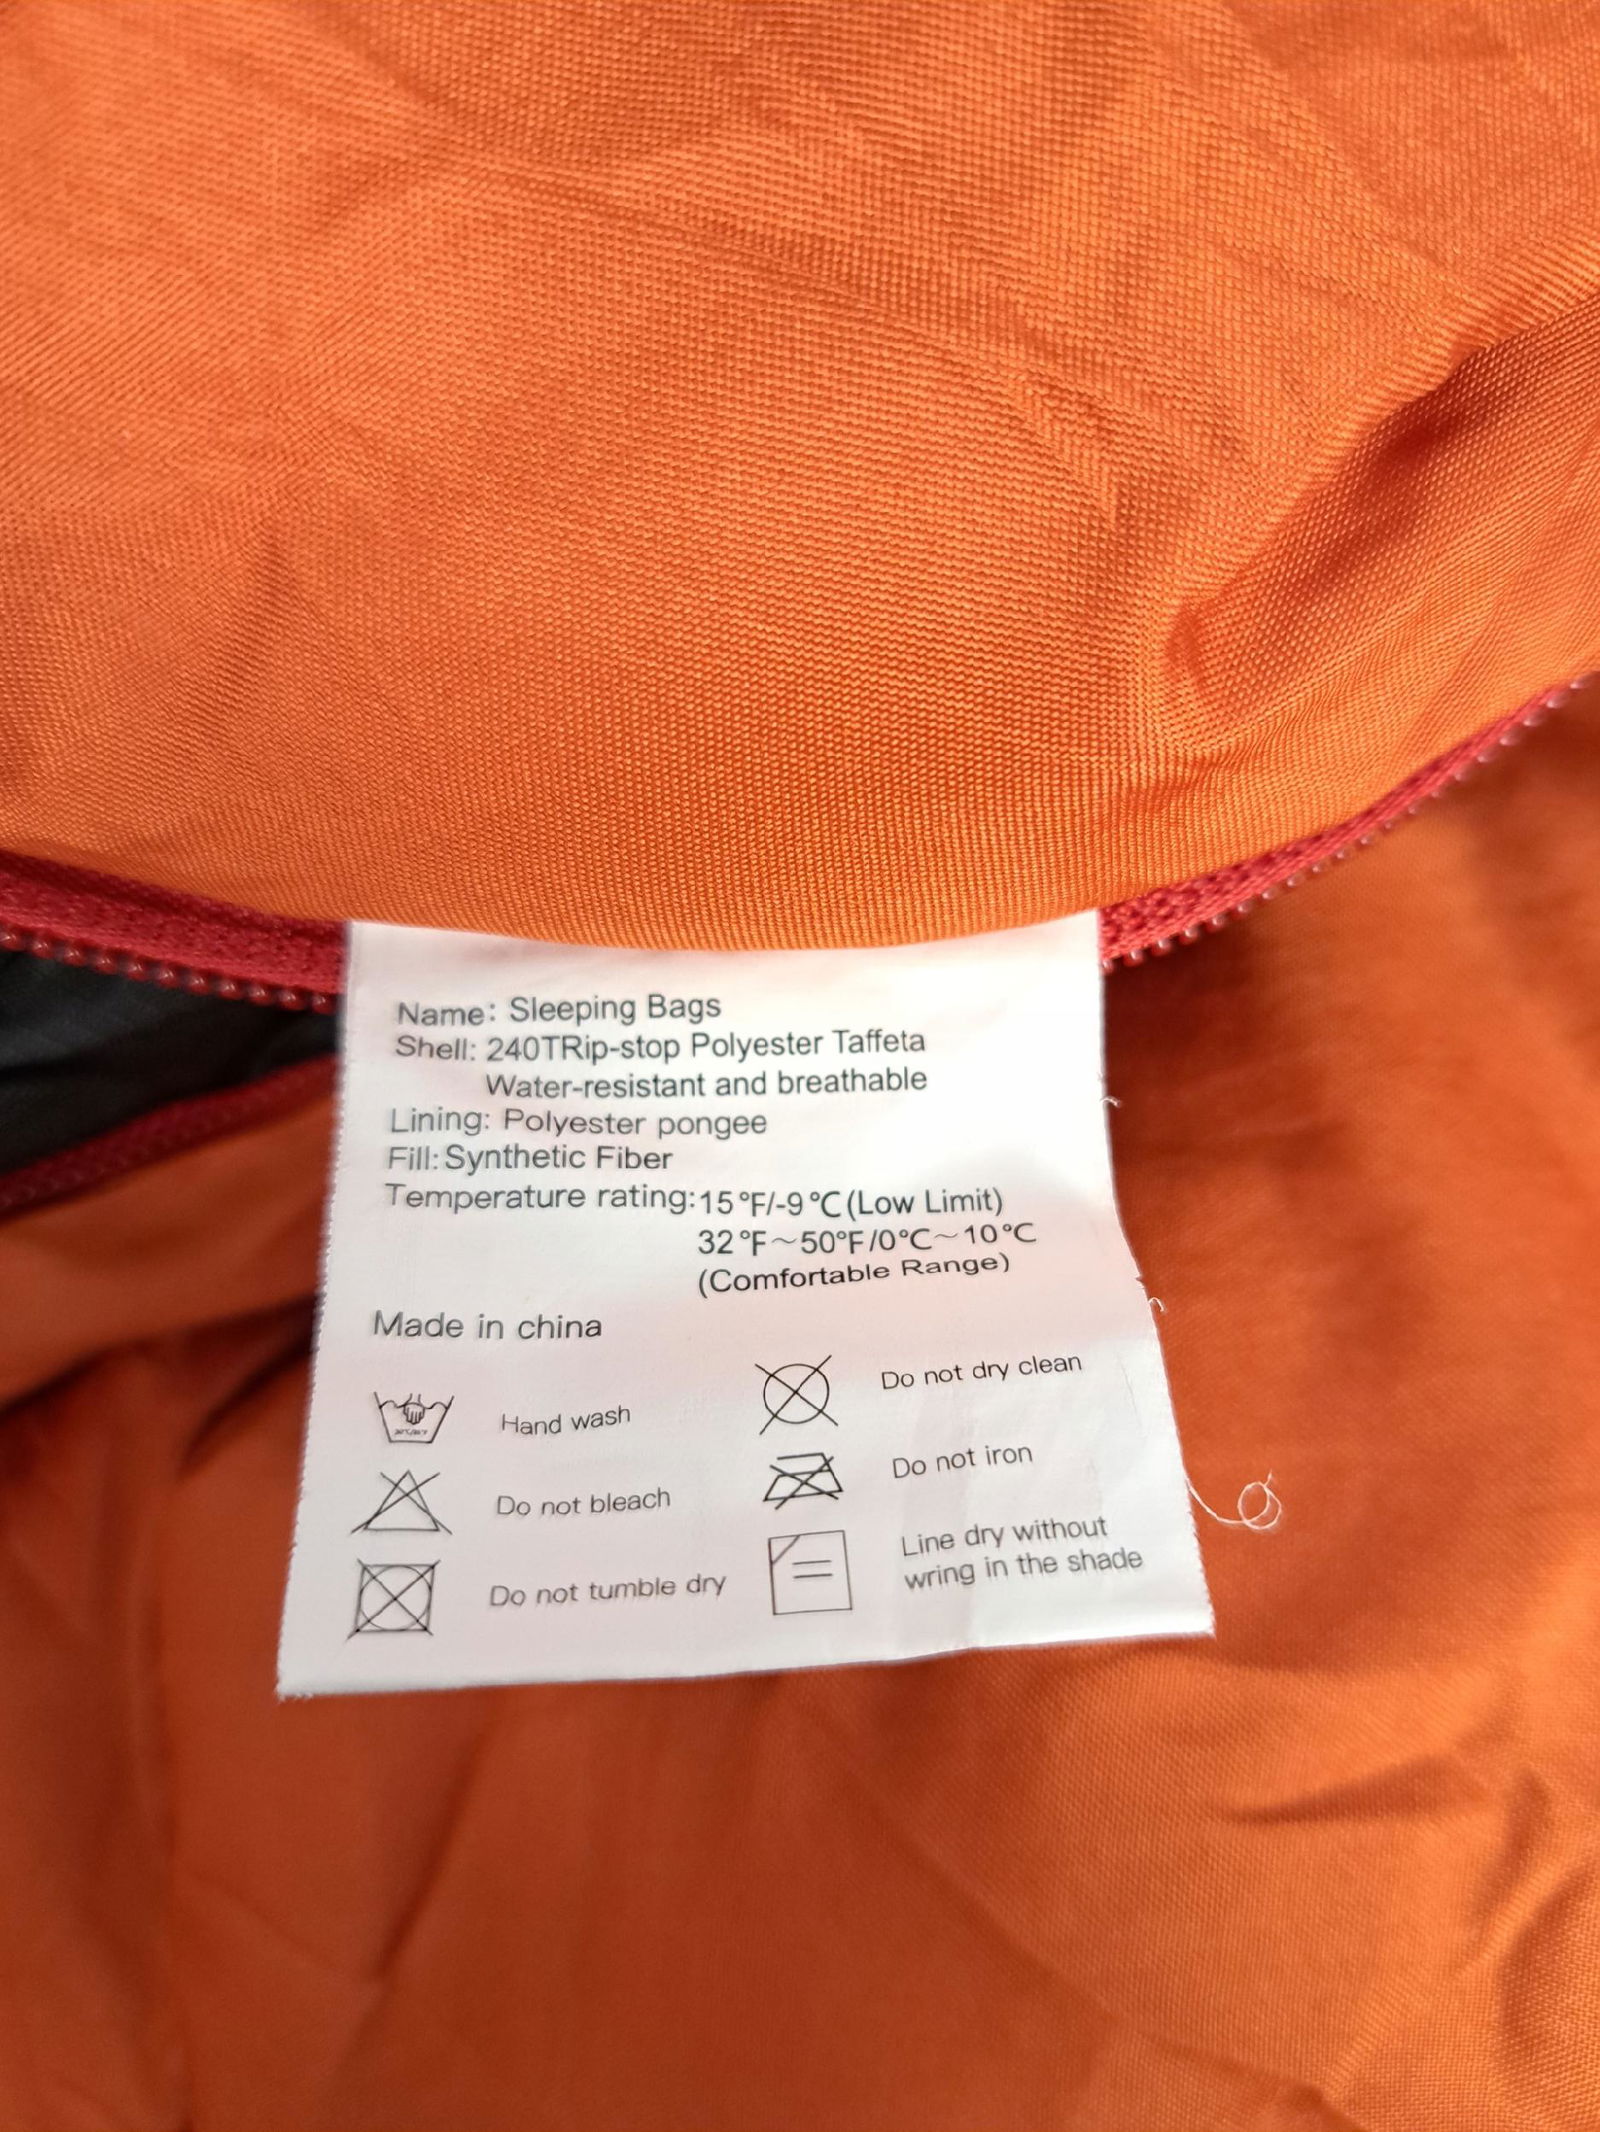 Name: Sleeping Bags
Shell: 240TRip-stop Polyester Taffeta
Water-resistant and breathable
Lining: Polyester pongee
Fill: Synthetic Fiber
Temperature rating: 15°F/-9°C(Low Limit)
32°F～50°F/0°C～10°C
(Comfortable Range)
Made in china
Hand wash
Do not dry clean
Do not bleach
Do not iron
Do not tumble dry
Line dry without
wring in the shade